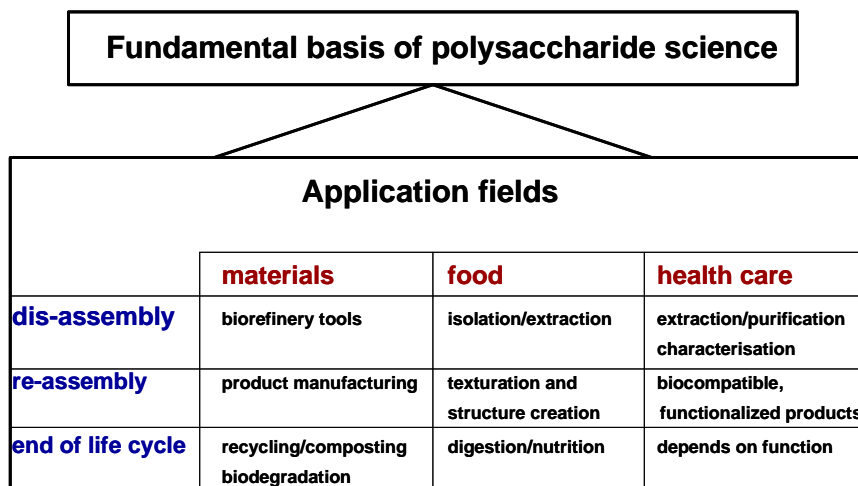 Fundamental basis of polysaccharide science
Application fields
materials food health care
dis-assembly biorefinery tools isolation/extraction extraction/purification
characterisation
re-assembly product manufacturing texturation and biocompatible,
structure creation functionalized products
end of life cycle recycling/composting digestion/nutrition depends on function
biodegradation